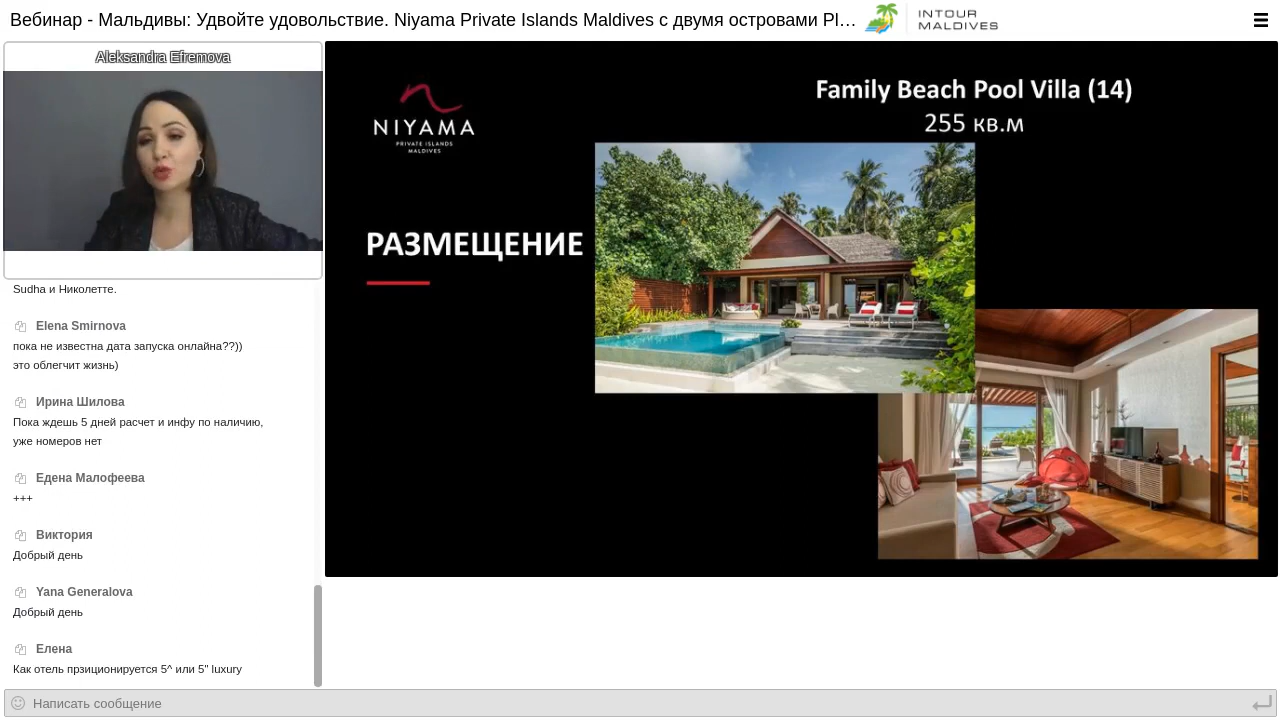 Вебинар - Мальдивы: Удвойте удовольствие. Niyama Private Islands Maldives с двумя островами Pl…
INTOUR
MALDIVES
Aleksandra Efremova
Sudha и Николетте.
Elena Smirnova
пока не известна дата запуска онлайна??))
это облегчит жизнь)
Ирина Шилова
Пока ждешь 5 дней расчет и инфу по наличию,
уже номеров нет
Едена Малофеева
+++
Виктория
Добрый день
Yana Generalova
Добрый день
Елена
Как отель прзиционируется 5^ или 5" luxury
Написать сообщение
NIYAMA
PRIVATE ISLANDS
MALDIVES
РАЗМЕЩЕНИЕ
Family Beach Pool Villa (14)
255 кв.м